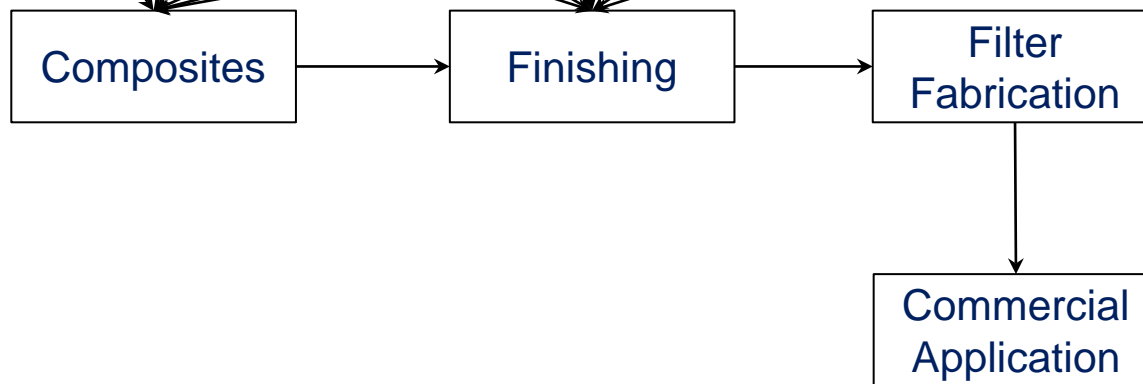 Composites
Finishing
Filter
Fabrication
Commercial
Application